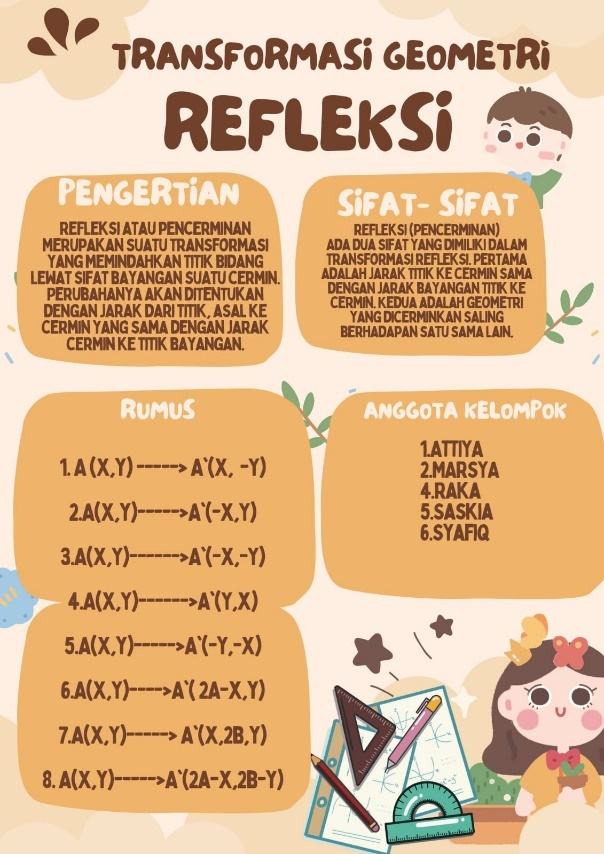 TRANSFORMASI GEOMETRI
REFLEKSI
PENGERTIAN
REFLEKSI ATAU PENCERMINAN
MERUPAKAN SUATU TRANSFORMASI
YANG MEMINDAHKAN TITIK BIDANG
LEWAT SIFAT BAYANGAN SUATU CERMIN.
PERUBAHANYA AKAN DITENTUKAN
DENGAN JARAK DARI TITIK, ASAL KE
CERMIN YANG SAMA DENGAN JARAK
CERMIN KE TITIK BAYANGAN.
SIFAT- SIFAT
REFLEKSI (PENCERMINAN)
ADA DUA SIFAT YANG DIMILIKI DALAM
TRANSFORMASI REFLEKSI. PERTAMA
ADALAH JARAK TITIK KE CERMIN SAMA
DENGAN JARAK BAYANGAN TITIK KE
CERMIN. KEDUA ADALAH GEOMETRI
YANG DICERMINKAN SALING
BERHADAPAN SATU SAMA LAIN.
RUMUS
1. A (X,Y) -----> A`(X, -Y)
2.A(X,Y)------>A`(-X,Y)
3.A(X,Y)------>A`(-X,-Y)
4.A(X,Y)------>A`(Y,X)
5.A(X,Y)------>A`(-Y,-X)
6.A(X,Y)----->A`( 2A-X,Y)
7.A(X,Y)------> A`(X,2B,Y)
8. A(X,Y)------>A`(2A-X,2B-Y)
ANGGOTA KELOMPOK
1.ATTIYA
2.MARSYA
4.RAKA
5.SASKIA
6.SYAFIQ